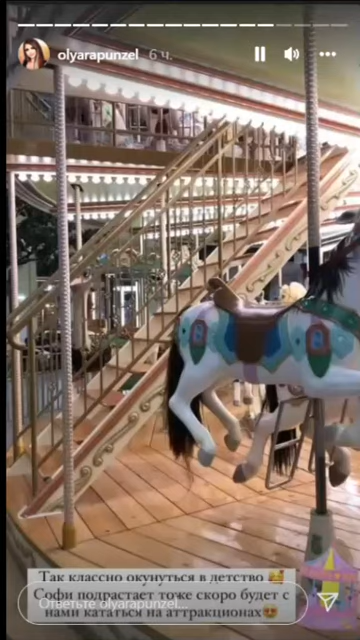 olyarapunzel 6 ч.
Так классно окунуться в детство 🥳
Софи подрастает тоже скоро будет с
нами кататься на аттракционах😍
Ответьте olyarapunzel...